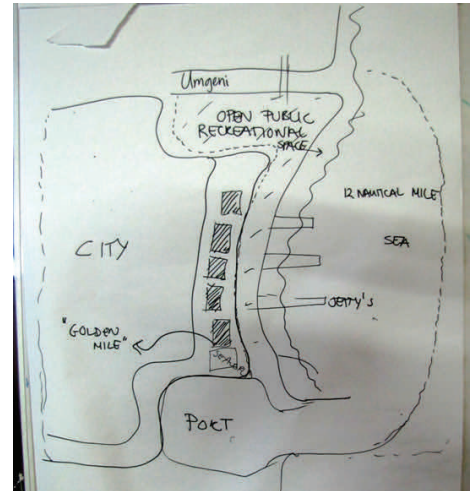 Umgeni
OPEN PUBLIC
RECREATIONAL
SPACE
12 NAUTICAL MILE
SEA
CITY
JETTY'S
"GOLDEN
MILE"
PORT